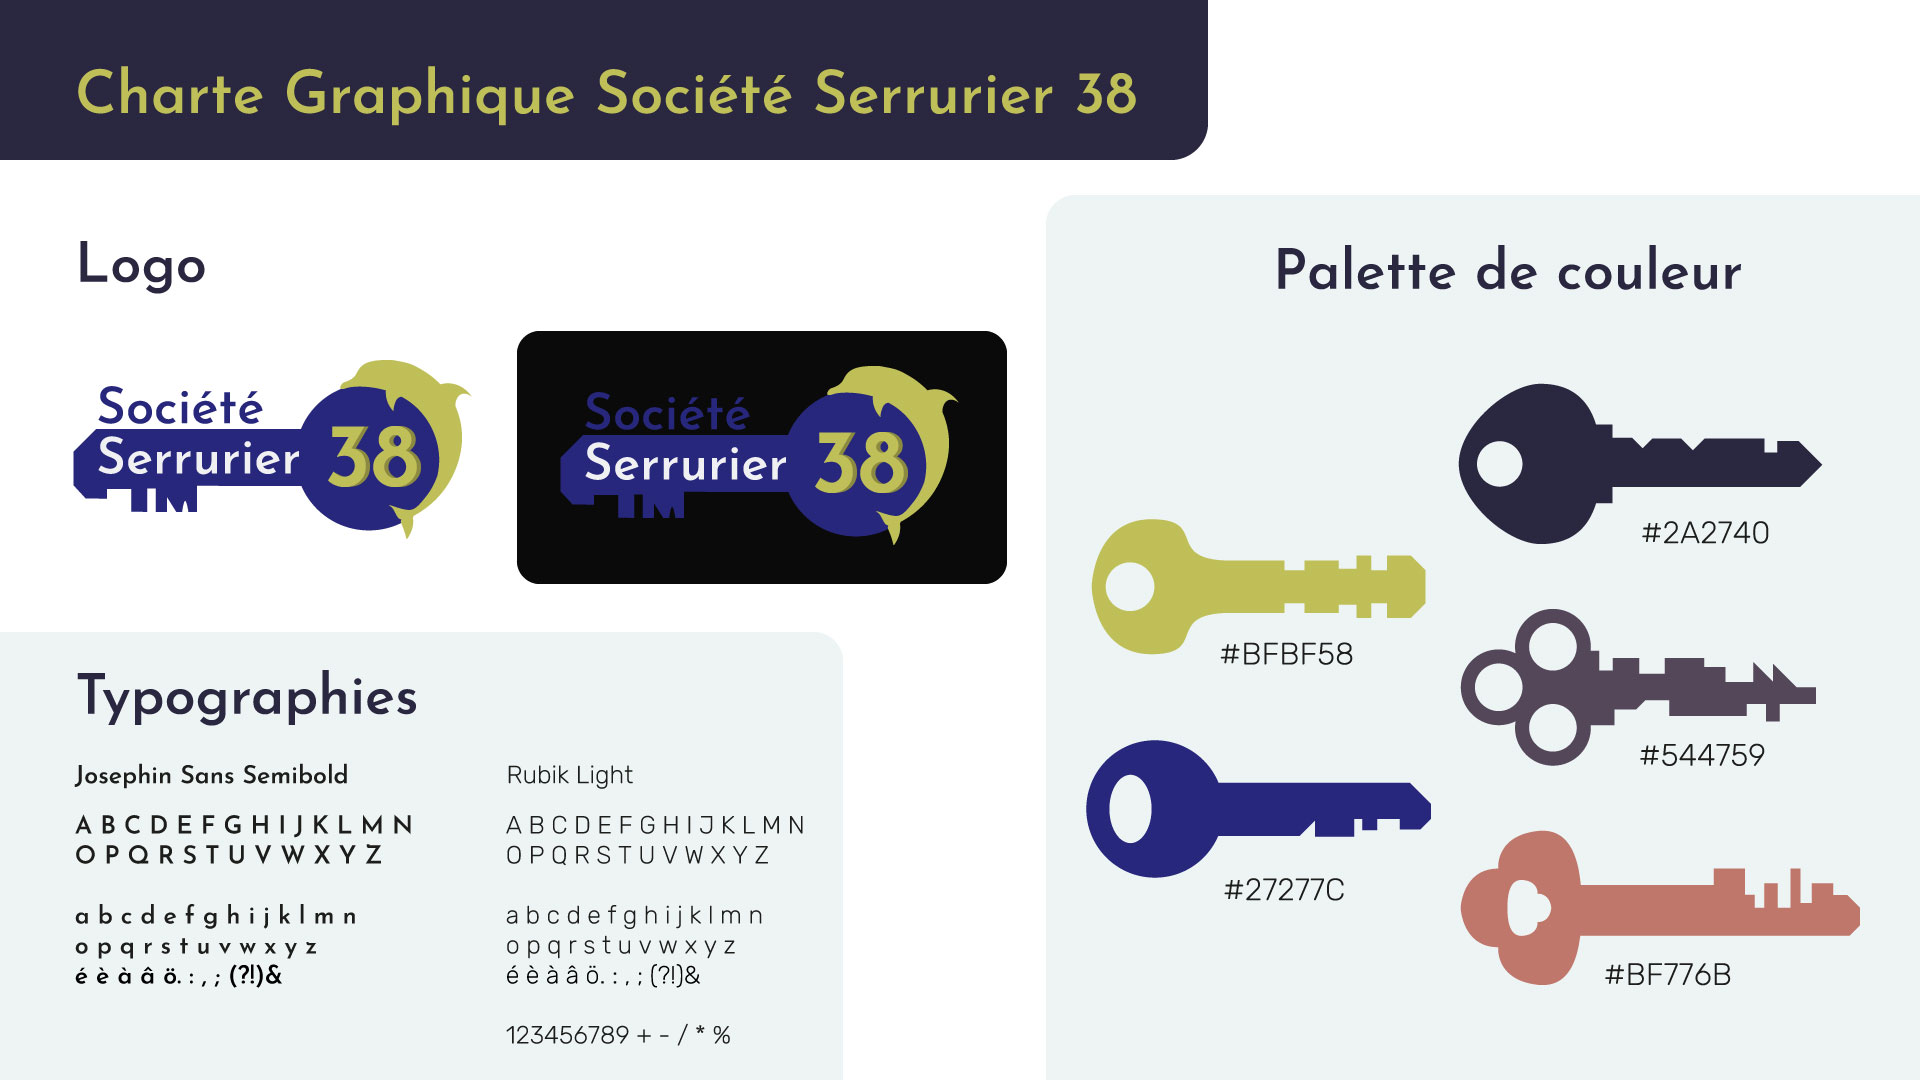 Charte Graphique Société Serrurier 38
Logo
Société
Serrurier
38
Société
Serrurier
38
Typographies
Josephin Sans Semibold
A B C D E F G H I J K L M N
O P Q R S T U V W X Y Z
a b c d e f g h i j k l m n
o p q r s t u v w x y z
é è à à â ö. : , ; (?!)&
Rubik Light
A B C D E F G H I J K L M N
O P Q R S T U V W X Y Z
a b c d e f g h i j k l m n
o p q r s t u v w x y z
é è à à â ö. : , ; (?!)&
123456789 + - / * %
Palette de couleur
#2A2740
#BFBF58
#544759
#27277C
#BF776B